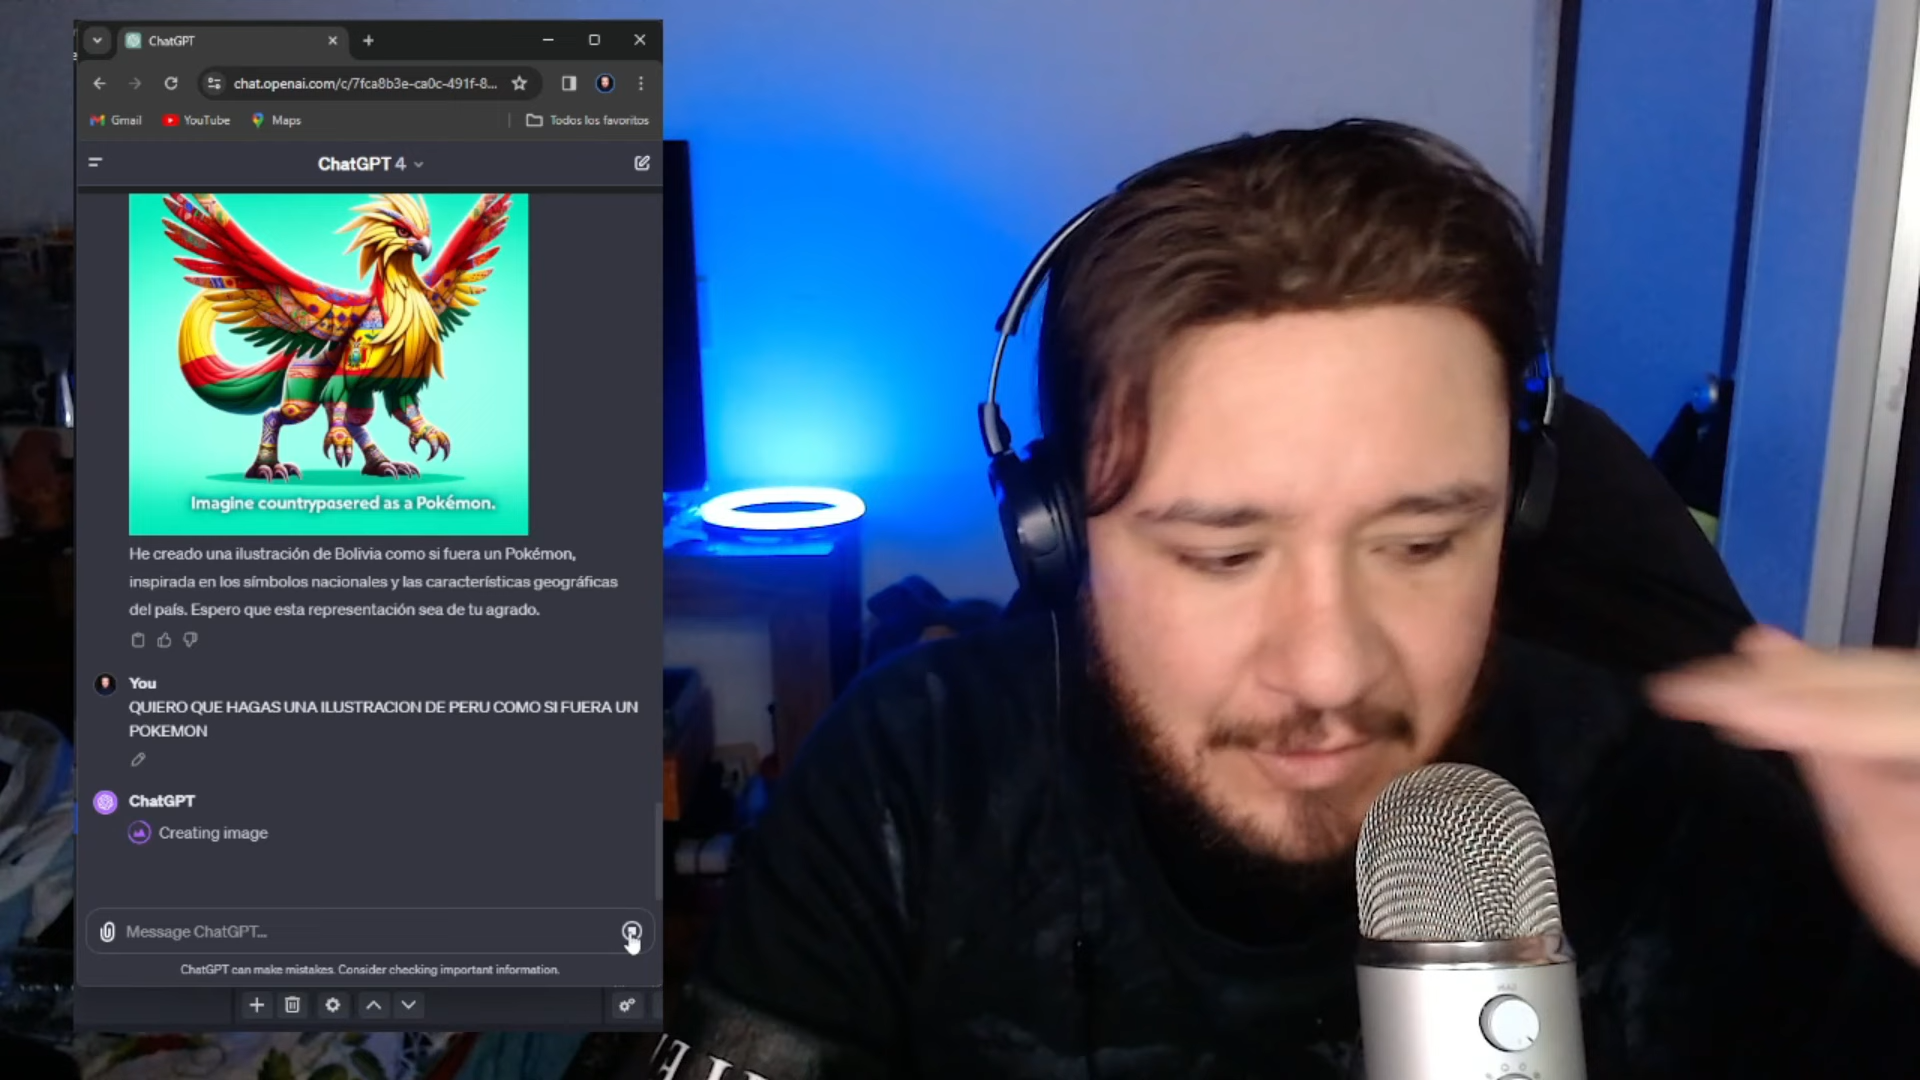 ChatGPT
chat.openai.com/c/7fca8b3e-ca0c-491f-8...
Gmail
YouTube
Maps
Todos los favoritos
ChatGPT 4
Imagine countryposered as a Pokémon.
He creado una ilustración de Bolivia como si fuera un Pokémon,
inspirada en los símbolos nacionales y las características geográficas
del país. Espero que esta representación sea de tu agrado.
You
QUIERO QUE HAGAS UNA ILUSTRACION DE PERU COMO SI FUERA UN
POKEMON
ChatGPT
Creating image
Message ChatGPT...
ChatGPT can make mistakes. Consider checking important information.